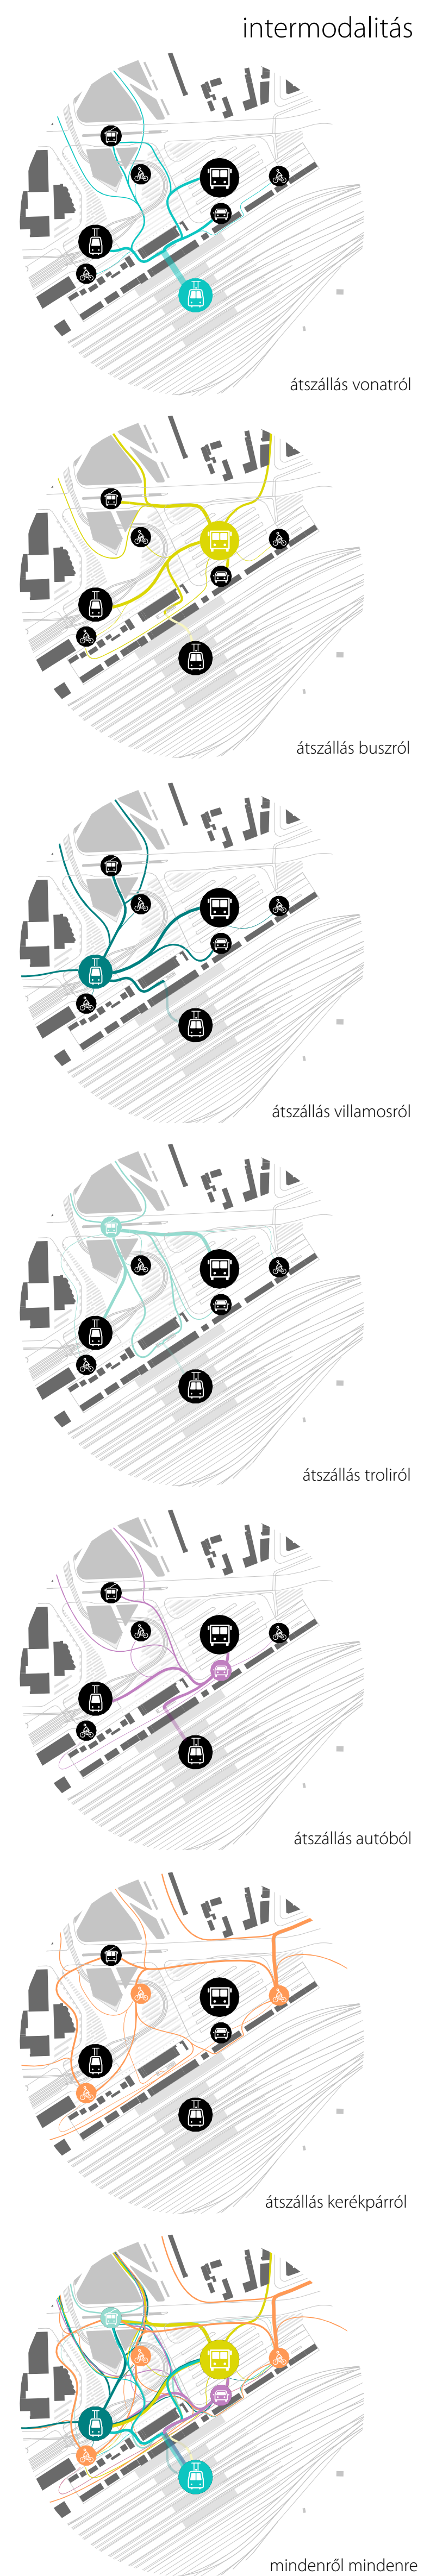 intermodalitás
átszállás vonatról
átszállás buszról
átszállás villamosról
átszállás troliról
átszállás autóból
átszállás kerékpárról
mindenről mindenre